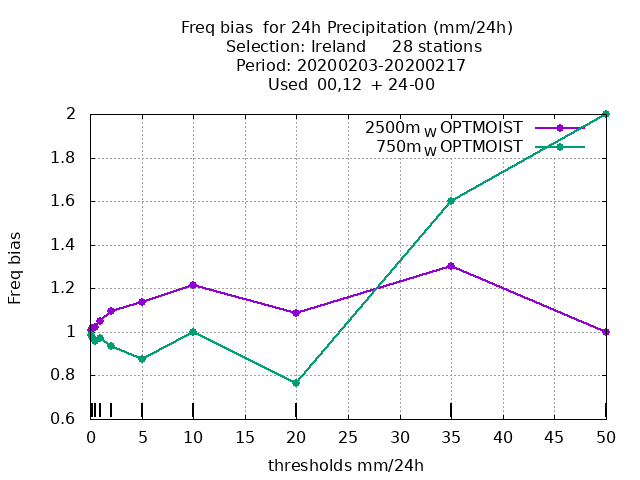 Freq bias  for 24h Precipitation (mm/24h)
Selection: Ireland     28 stations
Period: 20200203-20200217
Used  00,12  + 24-00
2500m W OPTMOIST
750m W OPTMOIST
Freq bias
2
1.8
1.6
1.4
1.2
1
0.8
0.6
0 5 10 15 20 25 30 35 40 45 50
thresholds mm/24h